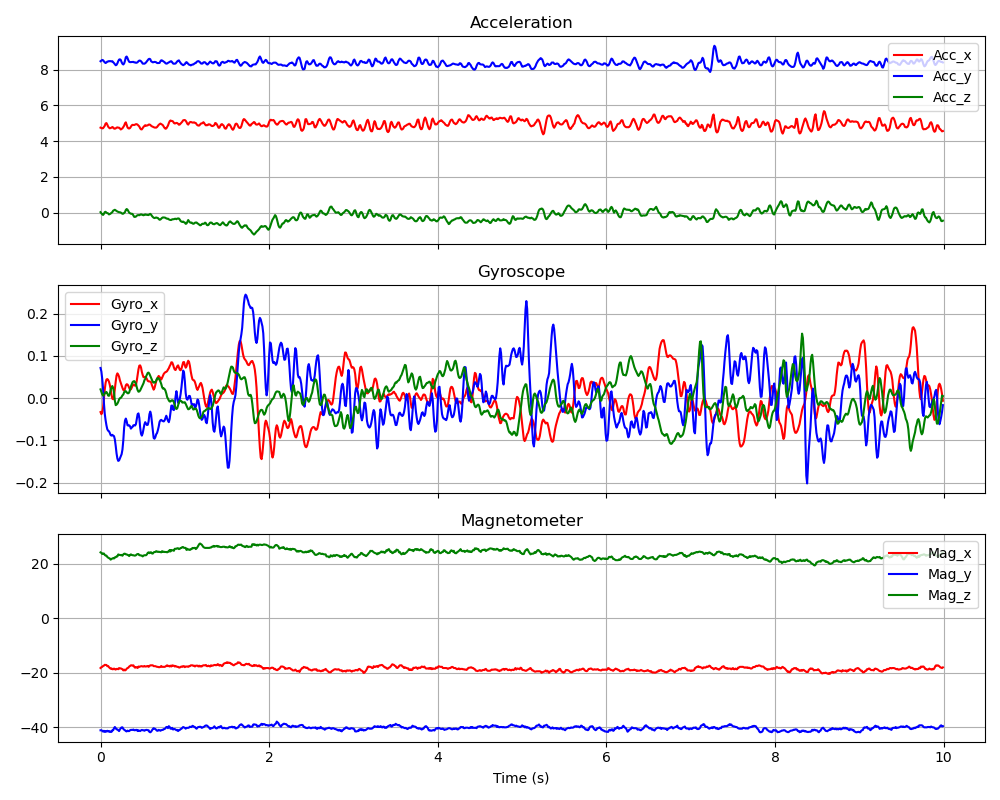 Acceleration
Acc_x
Acc_y
Acc_z
8
6
4
2
0
Gyroscope
Gyro_x
Gyro_y
Gyro_z
0.2
0.1
0.0
−0.1
−0.2
Magnetometer
Mag_x
Mag_y
Mag_z
20
0
−20
−40
0 2 4 6 8 10
Time (s)